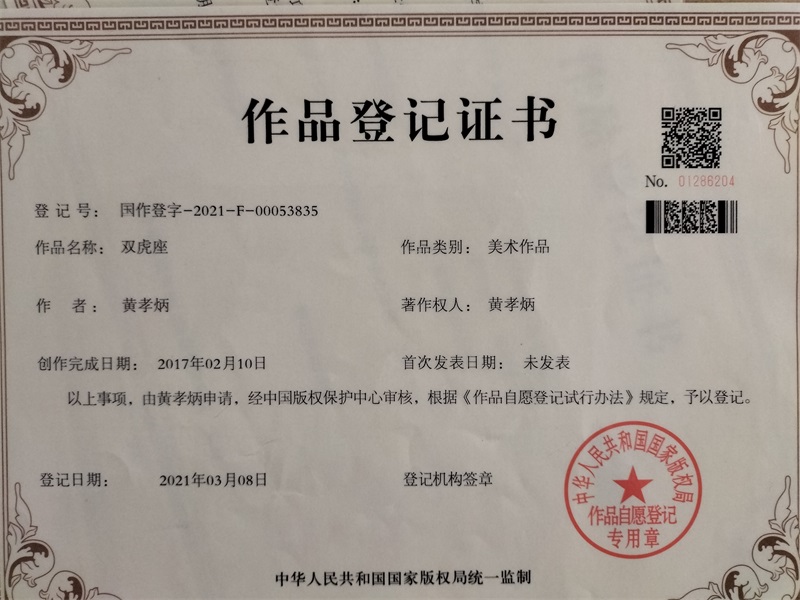 作品登记证书
No. 01286204
登 记 号： 国作登字-2021-F-00053835
作品名称： 双虎座 作品类别： 美术作品
作 者： 黄孝炳 著作权人： 黄孝炳
创作完成日期： 2017年02月10日 首次发表日期： 未发表
以上事项，由黄孝炳申请，经中国版权保护中心审核，根据《作品自愿登记试行办法》规定，予以登记。
登记日期： 2021年03月08日 登记机构签章
中华人民共和国国家版权局
作品自愿登记
专用章
中华人民共和国国家版权局统一监制